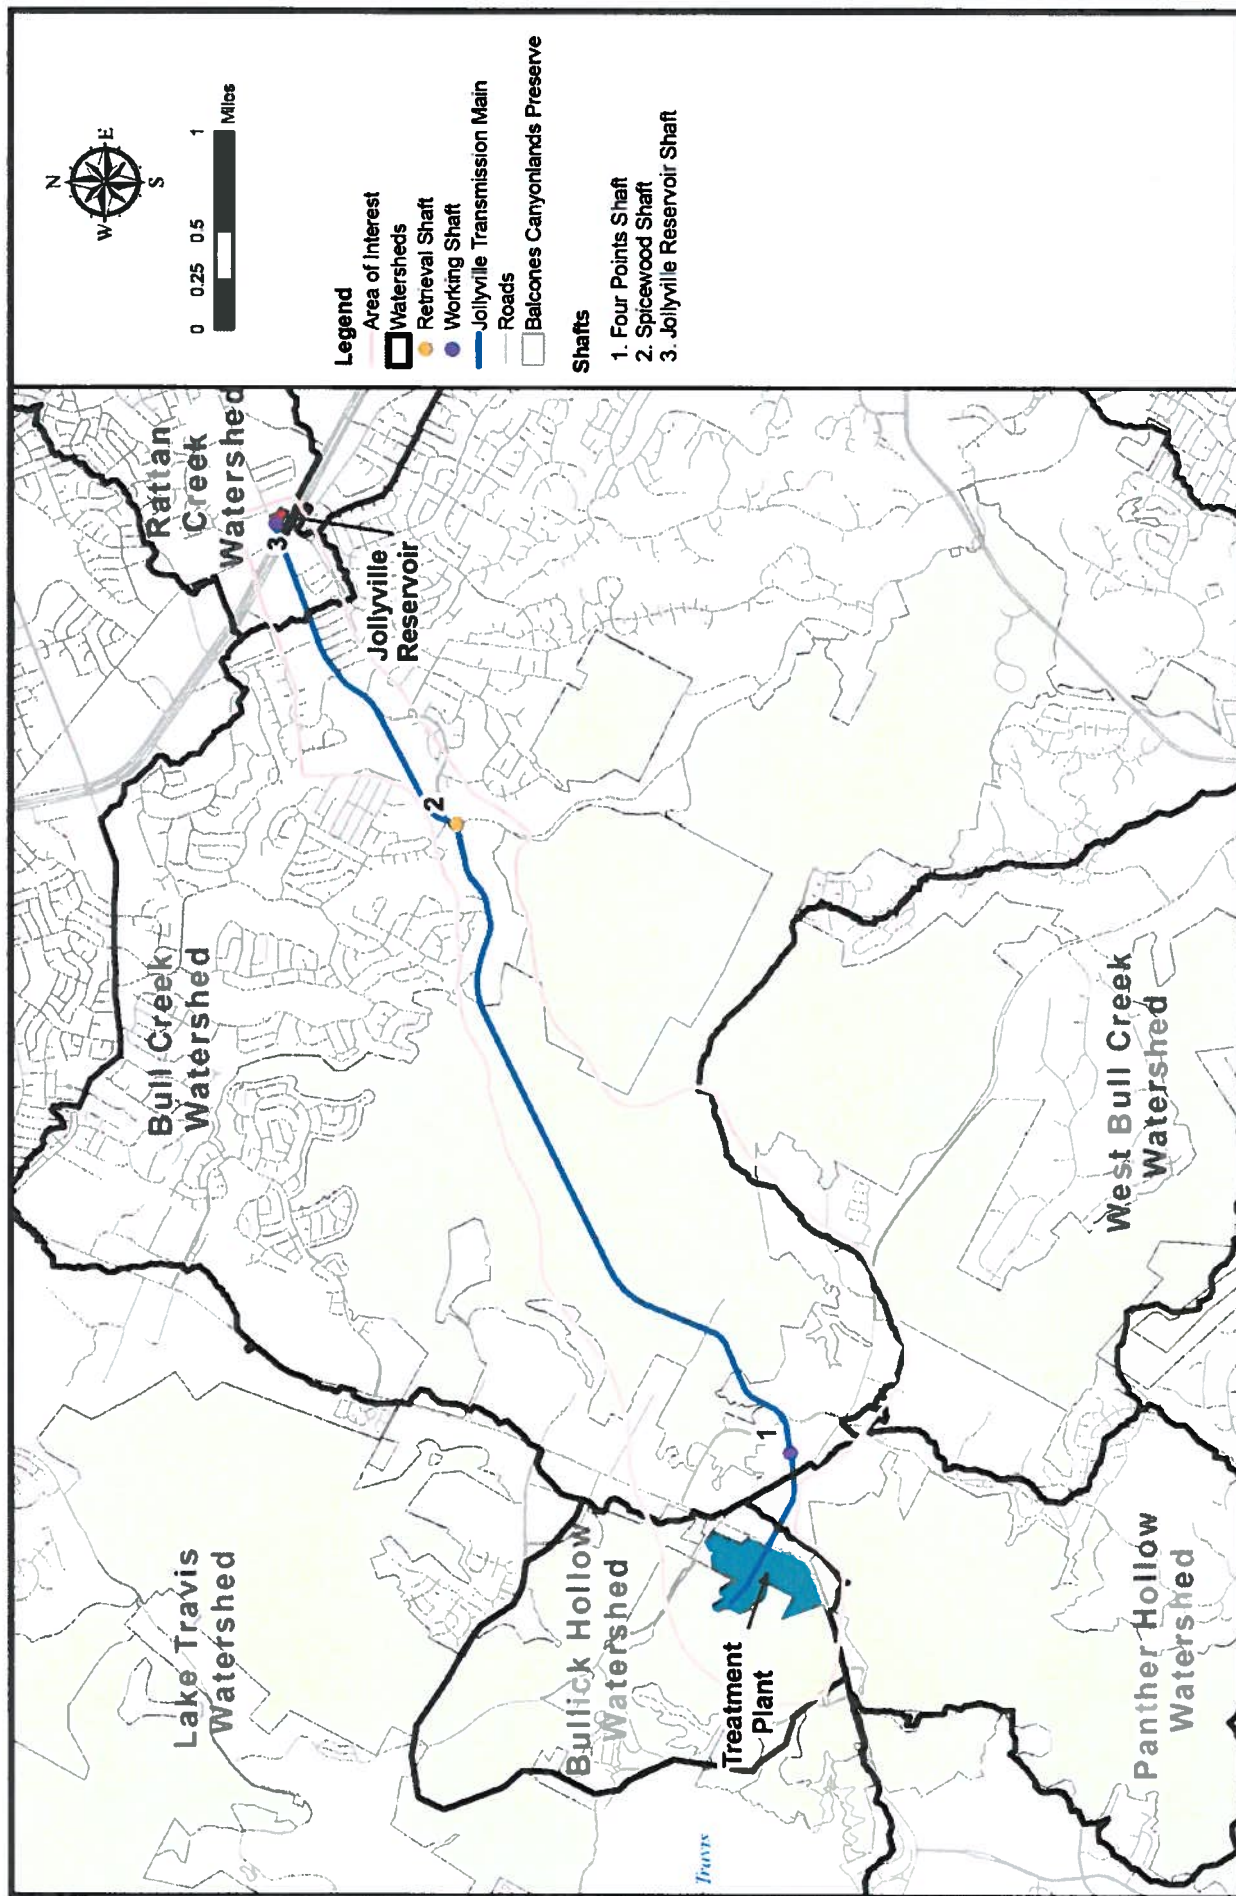 Lake Travis
Watershed
Bull Creek
Watershed
Rattan
Creek
Watershed
3
Jollyville
Reservoir
2
Bullick Hollow
Watershed
1
Treatment
Plant
Travis
Panther Hollow
Watershed
West Bull Creek
Watershed
N
W
E
S
0 0.25 0.5 1
Miles
Legend
Area of Interest
Watersheds
Retrieval Shaft
Working Shaft
Jollyville Transmission Main
Roads
Balcones Canyonlands Preserve
Shafts
1. Four Points Shaft
2. Spicewood Shaft
3. Jollyville Reservoir Shaft